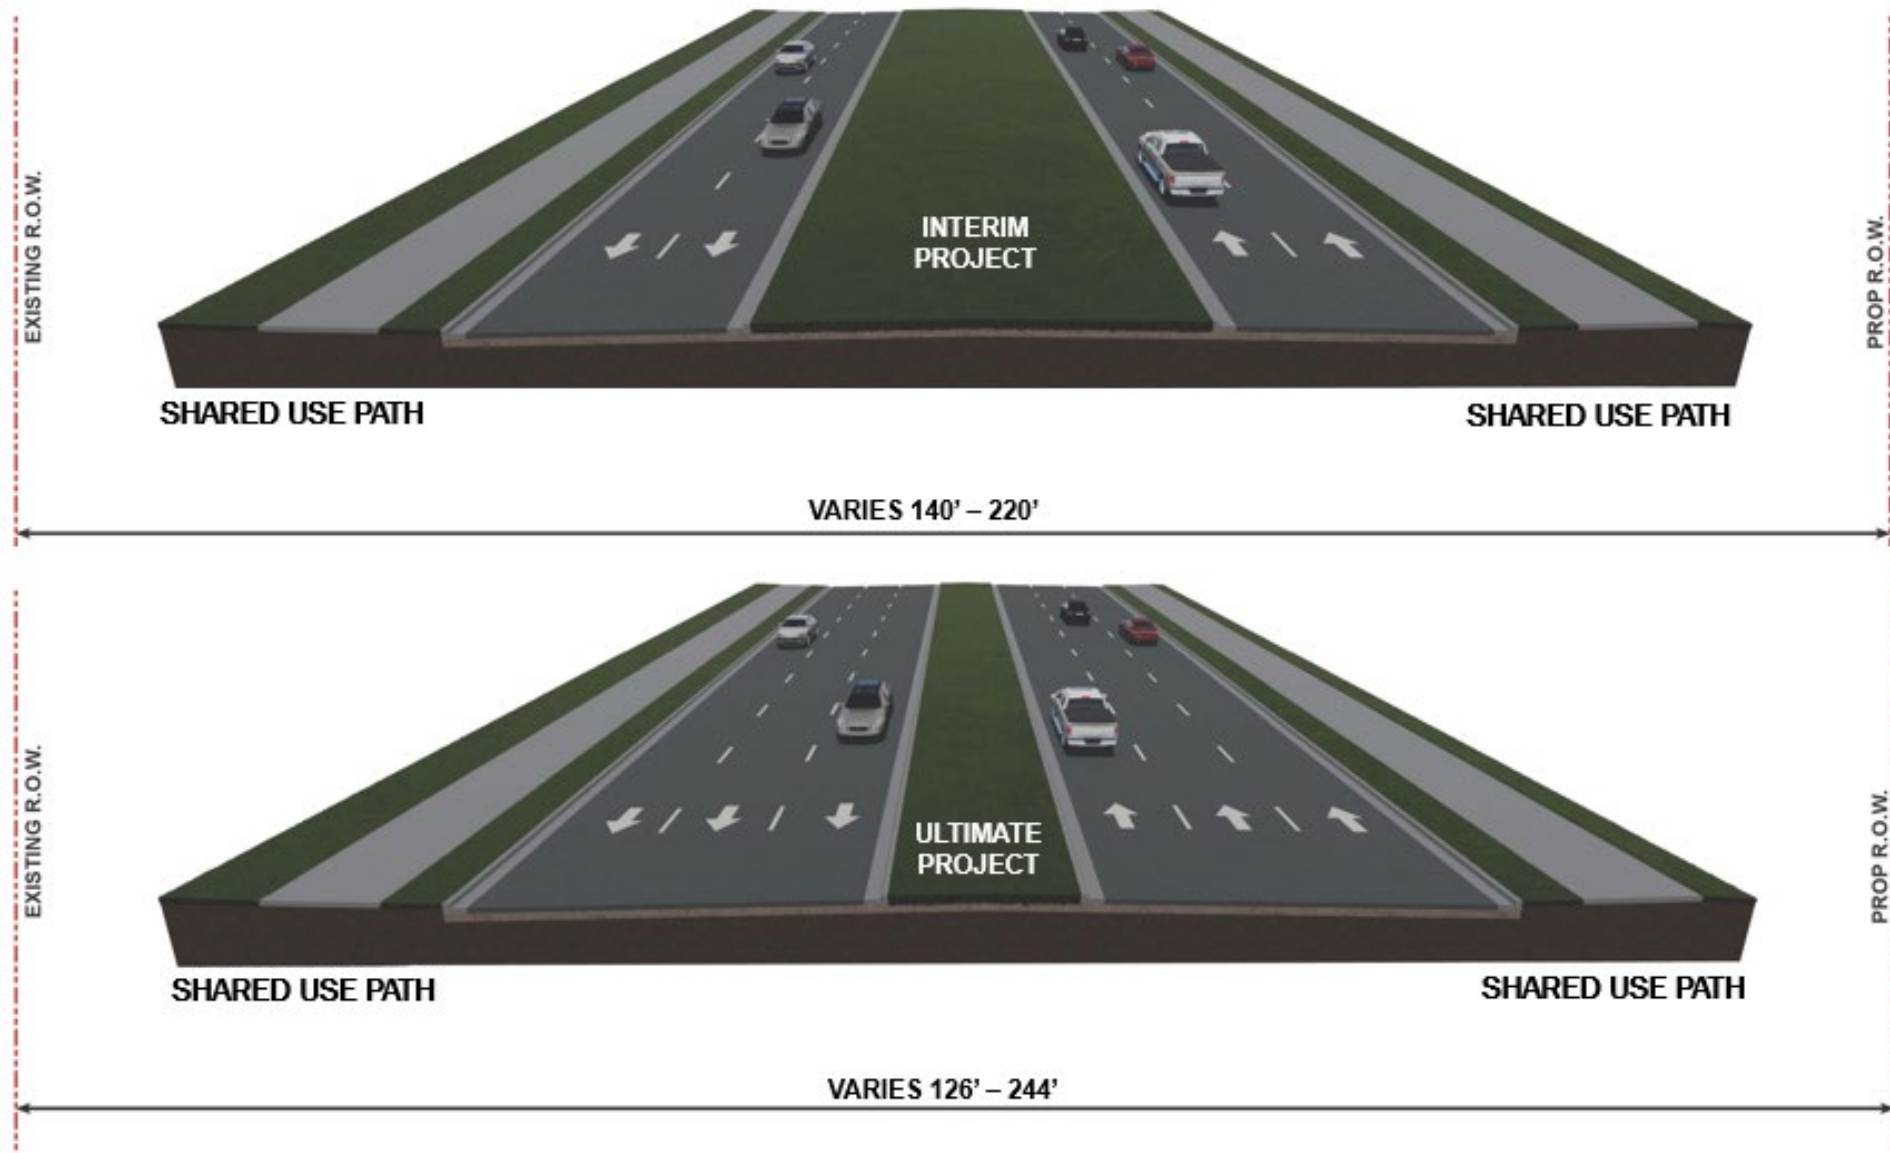 EXISTING R.O.W.
INTERIM
PROJECT
PROP R.O.W.
SHARED USE PATH
SHARED USE PATH
VARIES 140’ – 220’
EXISTING R.O.W.
ULTIMATE
PROJECT
PROP R.O.W.
SHARED USE PATH
SHARED USE PATH
VARIES 126’ – 244’